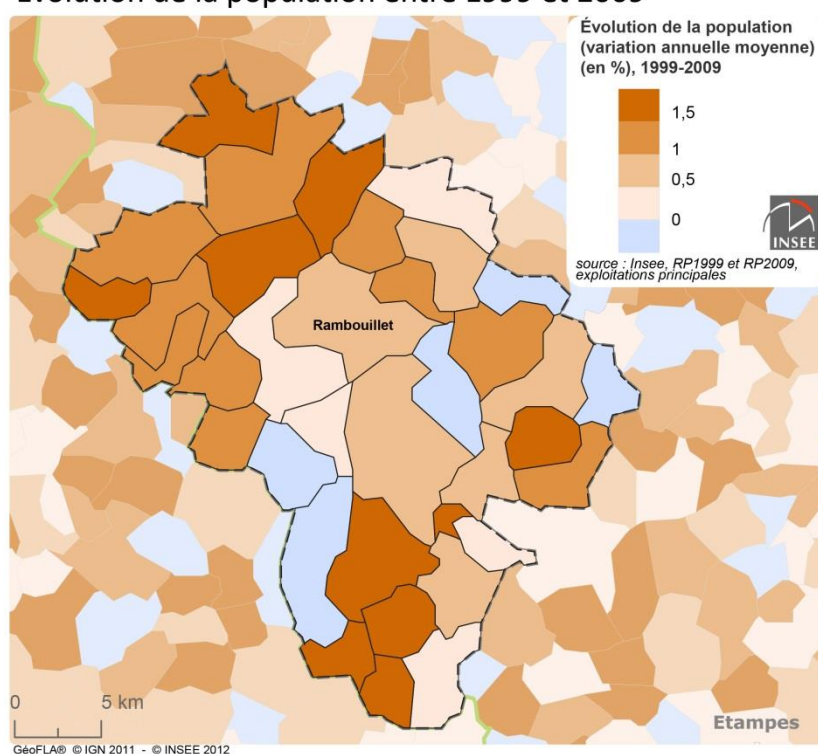 Évolution de la population entre 1999 et 2009
Évolution de la population
(variation annuelle moyenne)
(en %), 1999-2009
1,5
1
0,5
0
INSEE
source : Insee, RP1999 et RP2009,
exploitations principales
Rambouillet
0 5 km
Etampes
GéoFLA® © IGN 2011 - © INSEE 2012